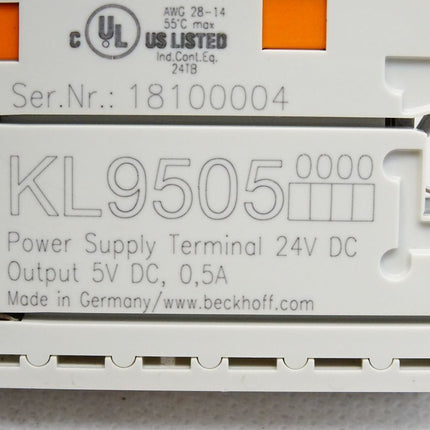 AWG 28-14
55°C max
C UL US LISTED
Ind.Cont.Eq.
24TB
Ser.Nr.: 18100004
KL9505 0000
Power Supply Terminal 24V DC
Output 5V DC, 0,5A
Made in Germany/www.beckhoff.com